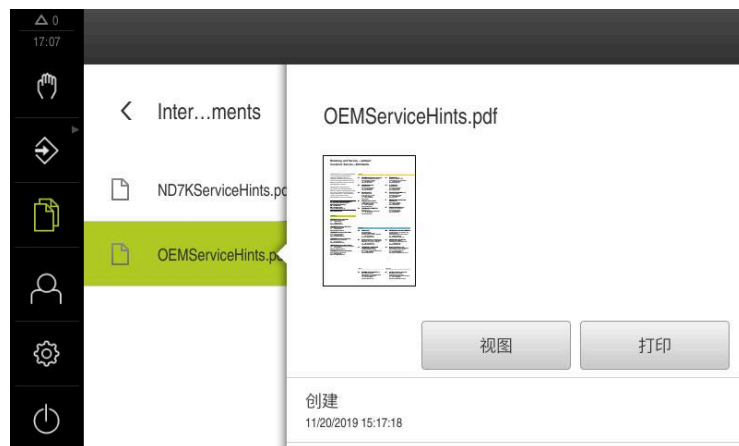 0
17:07
Inter...ments
OEMServiceHints.pdf
ND7KServiceHints.pd
OEMServiceHints.p
视图
打印
创建
11/20/2019 15:17:18